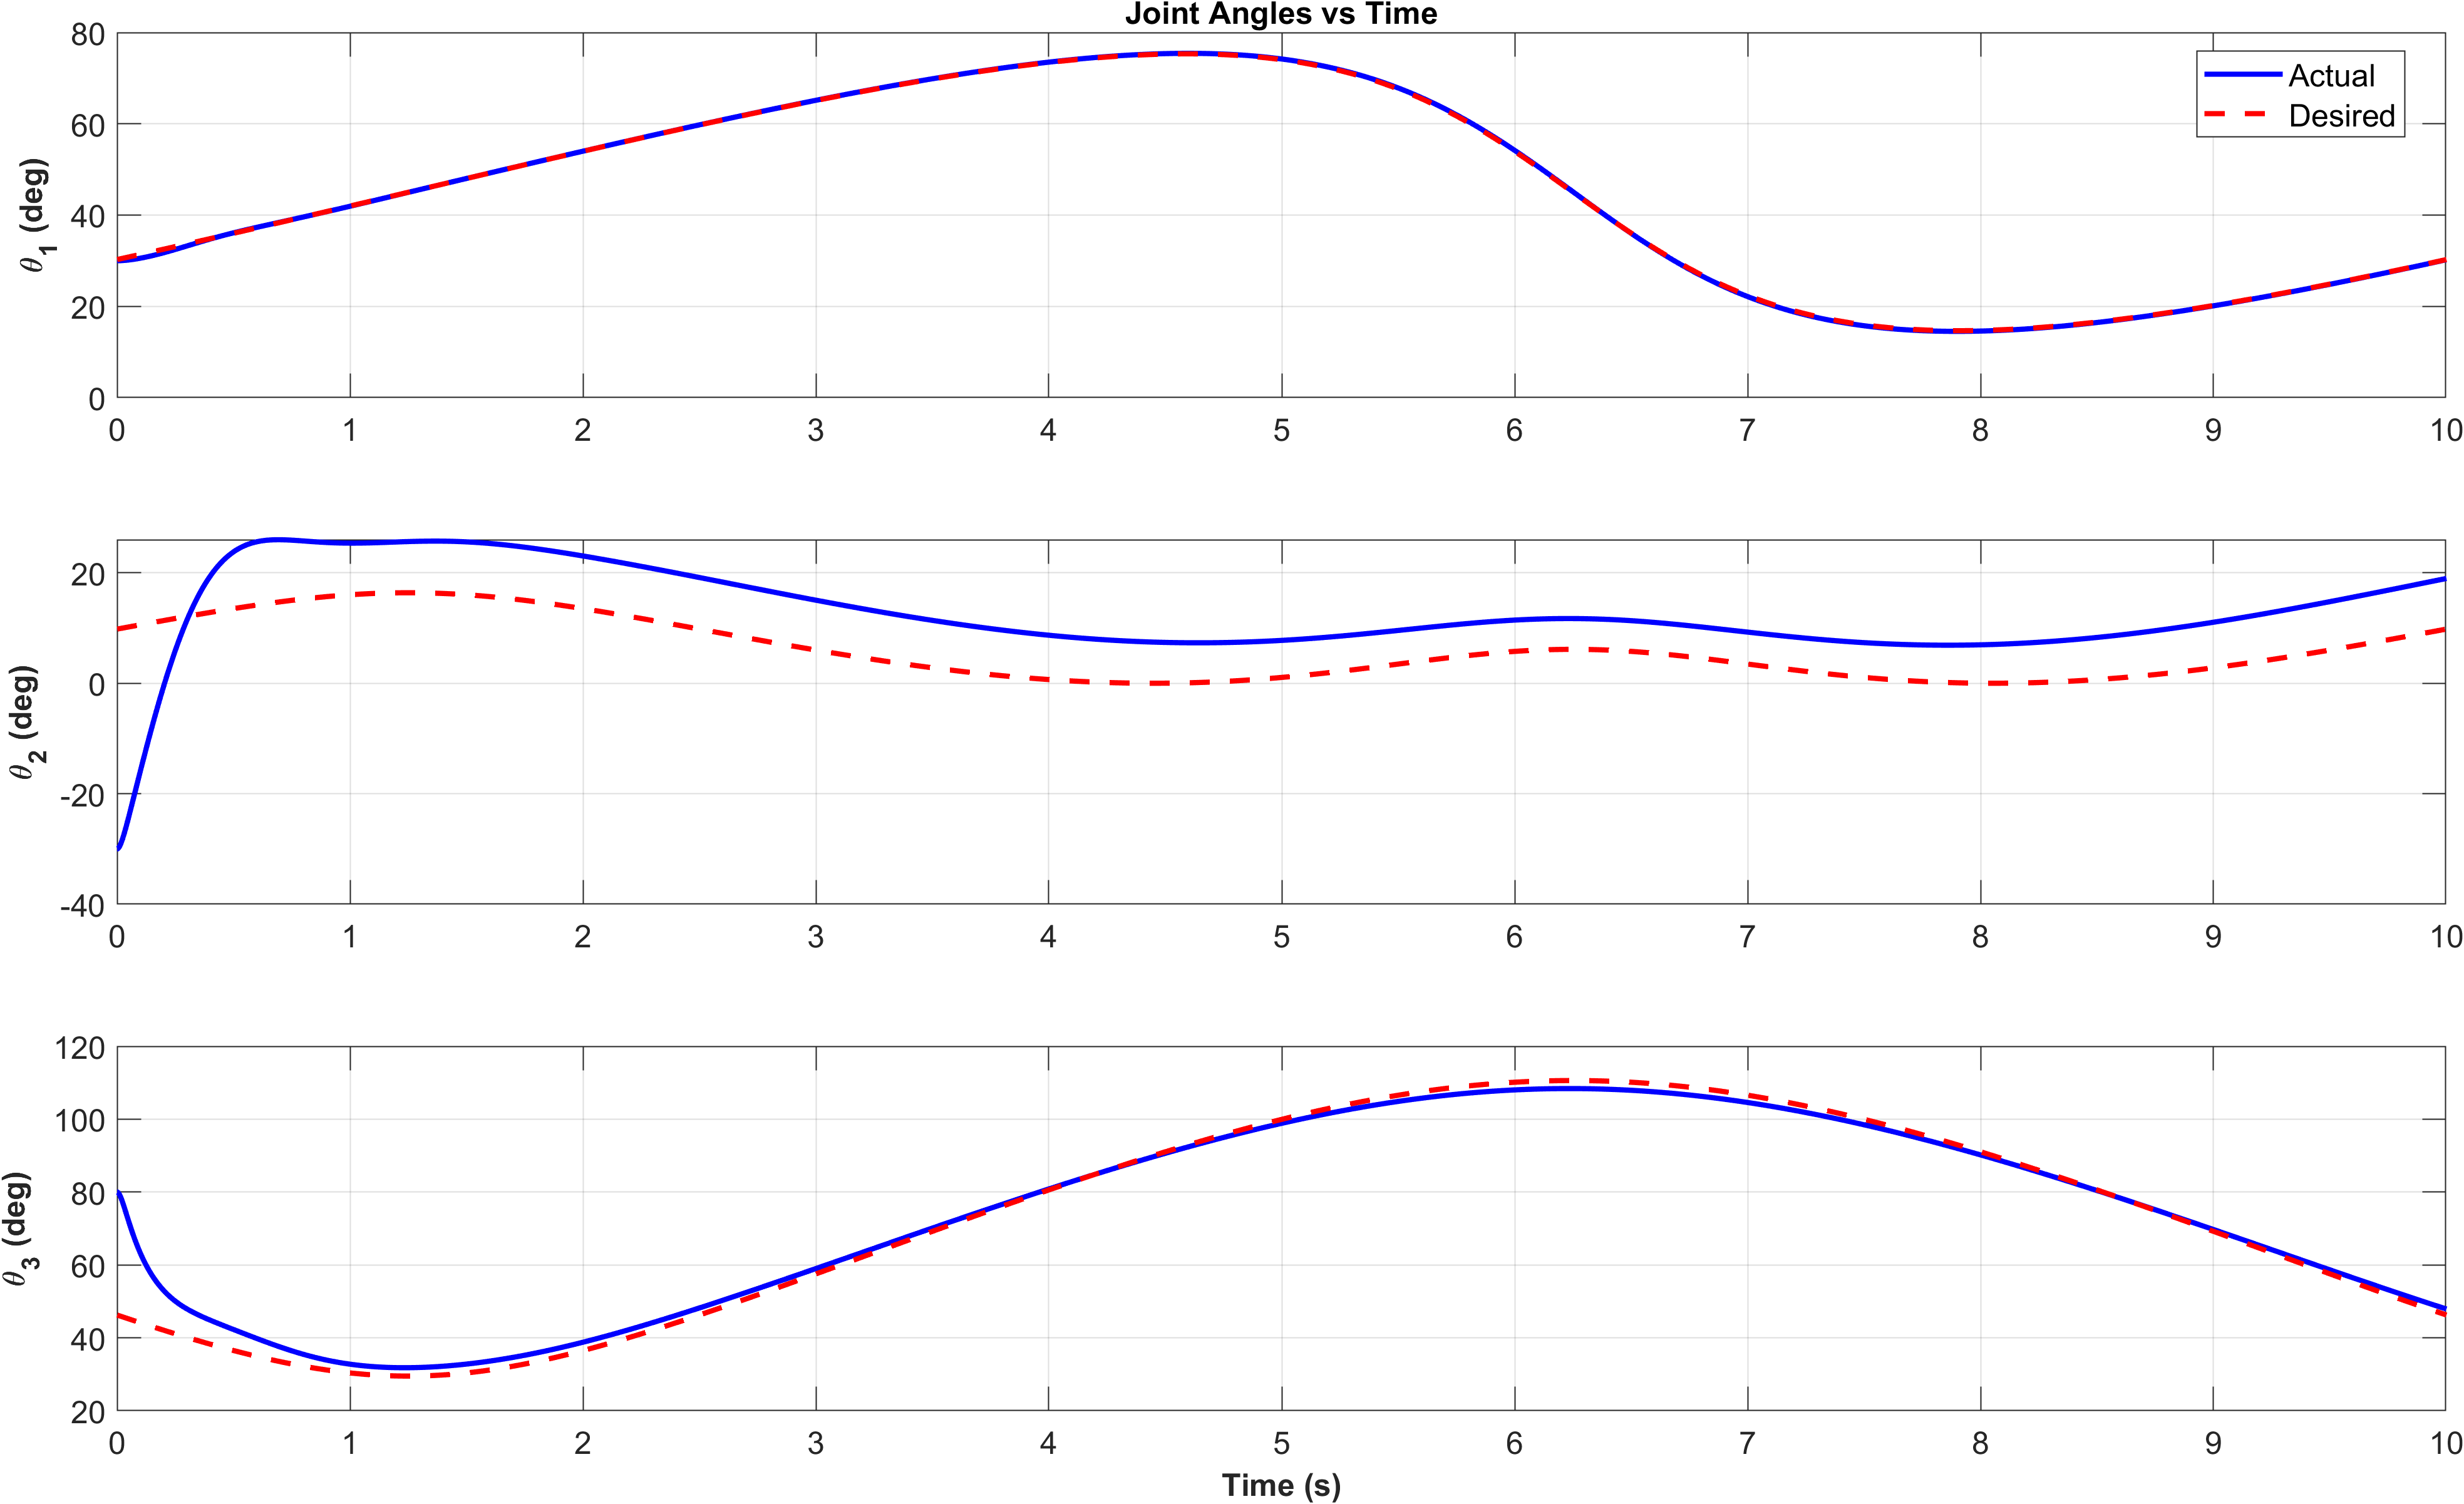 Joint Angles vs Time
80
60
40
20
0
θ1 (deg)
Actual
Desired
0 1 2 3 4 5 6 7 8 9 10
20
0
-20
-40
θ2 (deg)
0 1 2 3 4 5 6 7 8 9 10
120
100
80
60
40
20
θ3 (deg)
0 1 2 3 4 5 6 7 8 9 10
Time (s)